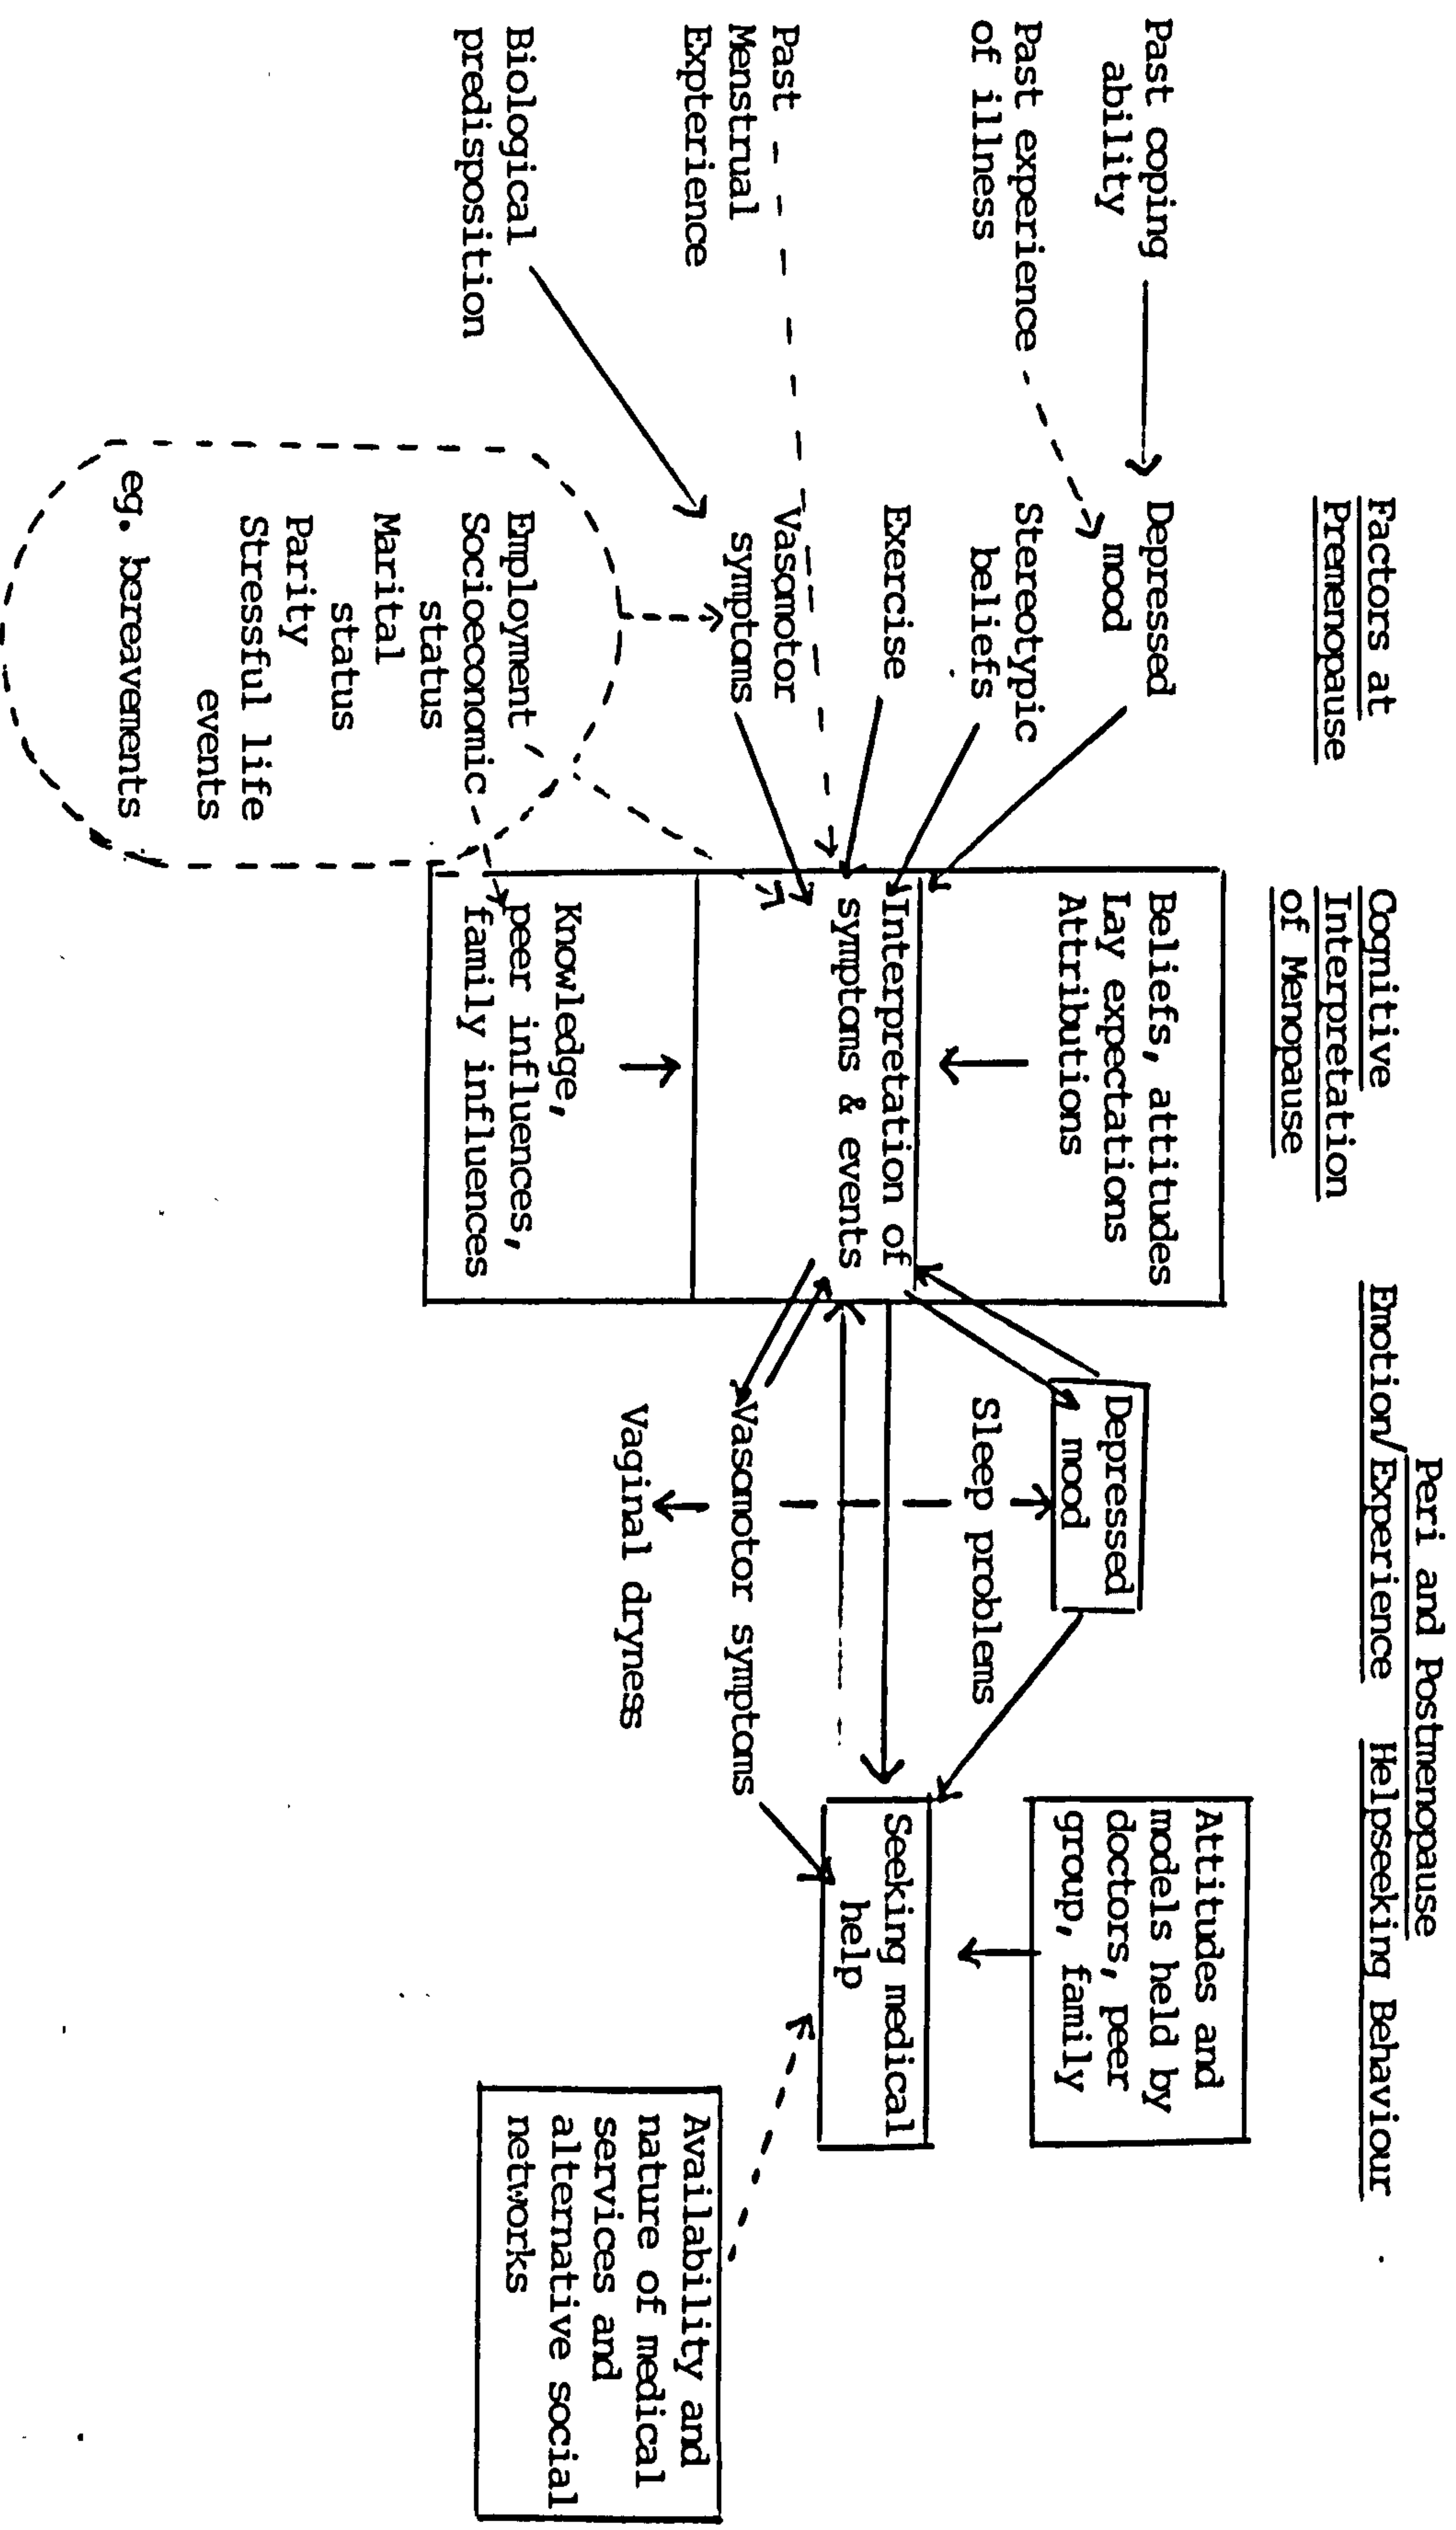 Peri and Postmenopause
Factors at
Premenopause
Cognitive
Interpretation
of Menopause
Emotion/Experience
Helpseeking Behaviour
Past coping
ability
Past experience
of illness
Past
Menstrual
Expterience
Biological
predisposition
Depressed
mood
Stereotypic
beliefs
Exercise
Vasomotor
symptoms
Employment
Socioeconomic
status
Marital
status
Parity
Stressful life
events
eg. bereavements
Beliefs, attitudes
Lay expectations
Attributions
Interpretation of
symptoms & events
Knowledge,
peer influences,
family influences
Depressed
mood
Sleep problems
Vasomotor symptoms
Vaginal dryness
Attitudes and
models held by
doctors, peer
group, family
Seeking medical
help
Availability and
nature of medical
services and
alternative social
networks